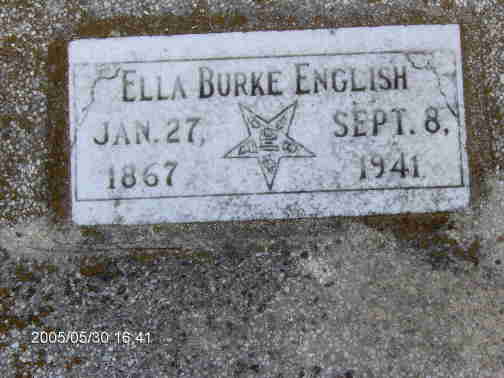 ELLA BURKE ENGLISH
JAN. 27, SEPT. 8,
1867 1941
2005/05/30 16:41